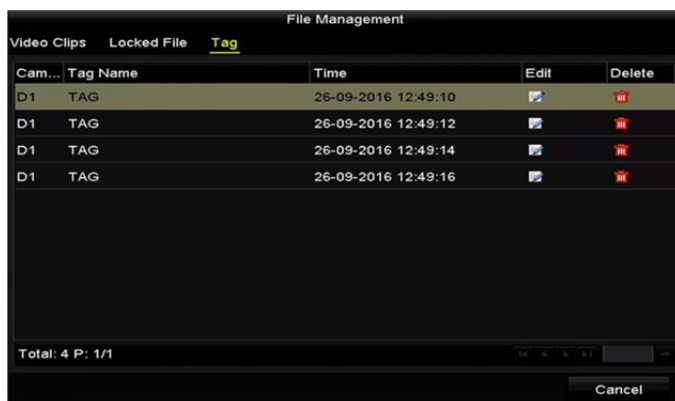 File Management
Video Clips Locked File Tag
Cam... Tag Name Time Edit Delete
D1 TAG 26-09-2016 12:49:10
D1 TAG 26-09-2016 12:49:12
D1 TAG 26-09-2016 12:49:14
D1 TAG 26-09-2016 12:49:16
Total: 4 P: 1/1
Cancel